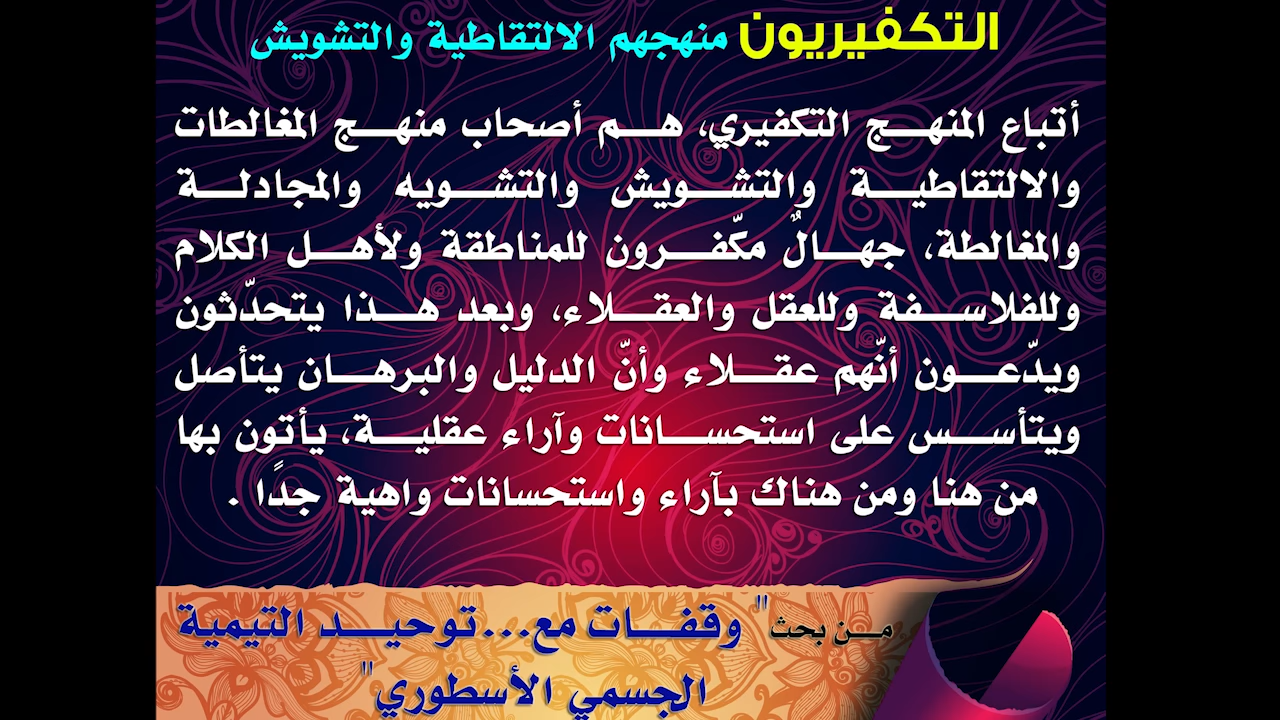 التكفيريون منهجهم الالتقاطية والتشويش
أتباع المنهج التكفيري، هم أصحاب منهج المغالطات
والالتقاطية والتشويش والتشويه والمجادلة
والمغالطة، جهالٌ مكّفرون للمناطقة ولأهل الكلام
وللفلاسفة وللعقل والعقلاء، وبعد هذا يتحدّثون
ويدّعون أنّهم عقلاء وأنّ الدليل والبرهان يتأصل
ويتأسس على استحسانات وآراء عقلية، يأتون بها
من هنا ومن هناك بآراء واستحسانات واهية جدًا .
من بحث" وقفات مع...توحيد التيمية
الجسمي الأسطوري"